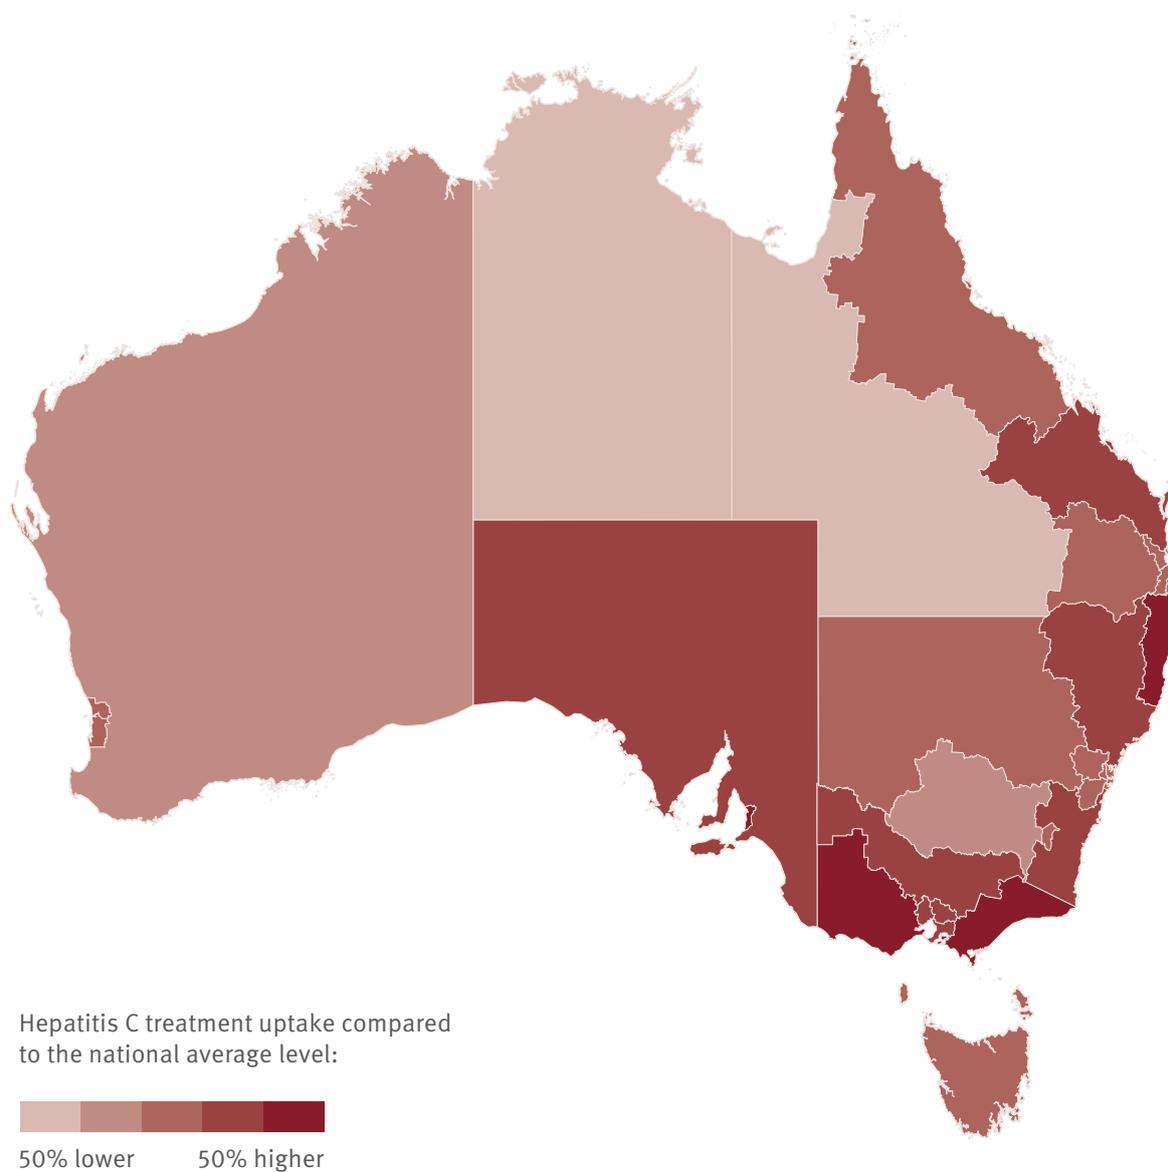 Hepatitis C treatment uptake compared
to the national average level:
50% lower 50% higher